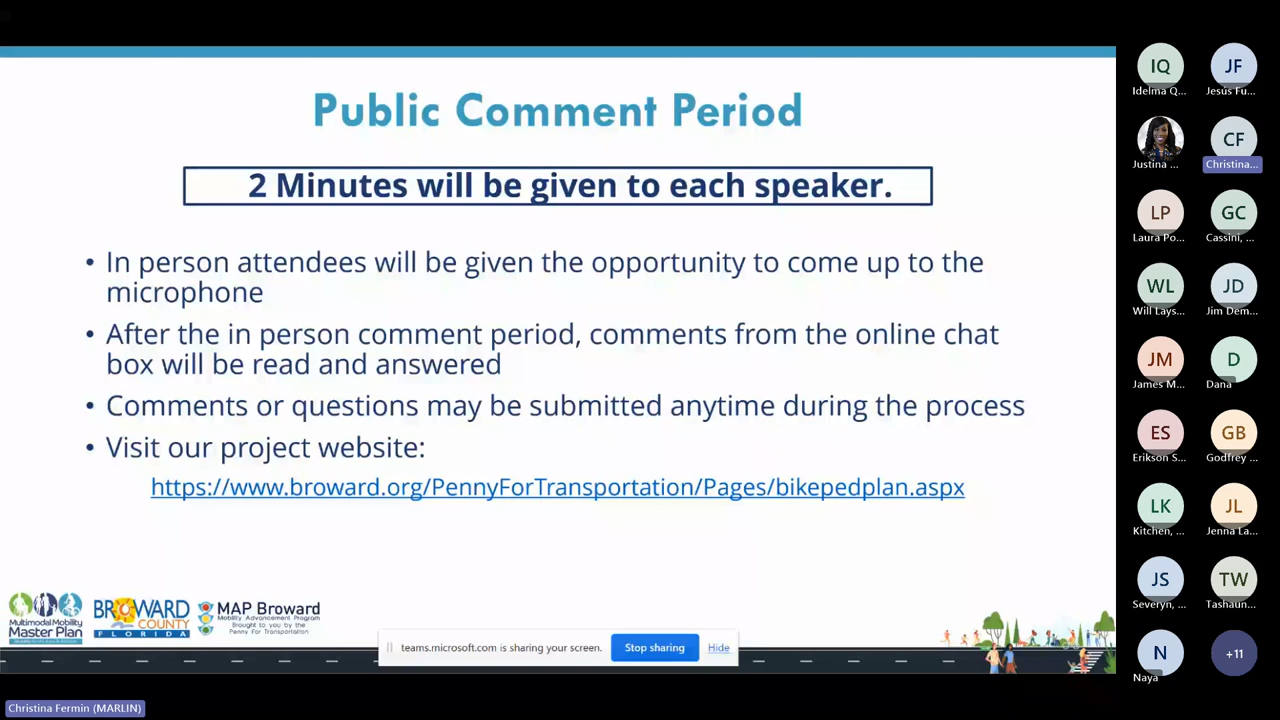 Public Comment Period
2 Minutes will be given to each speaker.
• In person attendees will be given the opportunity to come up to the
microphone
• After the in person comment period, comments from the online chat
box will be read and answered
• Comments or questions may be submitted anytime during the process
• Visit our project website:
https://www.broward.org/PennyForTransportation/Pages/bikepedplan.aspx
Multimodal Mobility
Master Plan
BROWARD
COUNTY
FLORIDA
MAP Broward
Mobility Advancement Program
Brought to you by the
Penny For Transportation
teams.microsoft.com is sharing your screen.
Stop sharing
Hide
Christina Fermin (MARLIN)
IQ
Idelma Q...
JF
Jesús Fu...
Justina ...
CF
Christina...
LP
Laura Po...
GC
Cassini, ...
WL
Will Lays...
JD
Jim Dem...
JM
James M...
D
Dana
ES
Erikson S...
GB
Godfrey ...
LK
Kitchen, ...
JL
Jenna La...
JS
Severyn, ...
TW
Tashaun...
N
Naya
+11